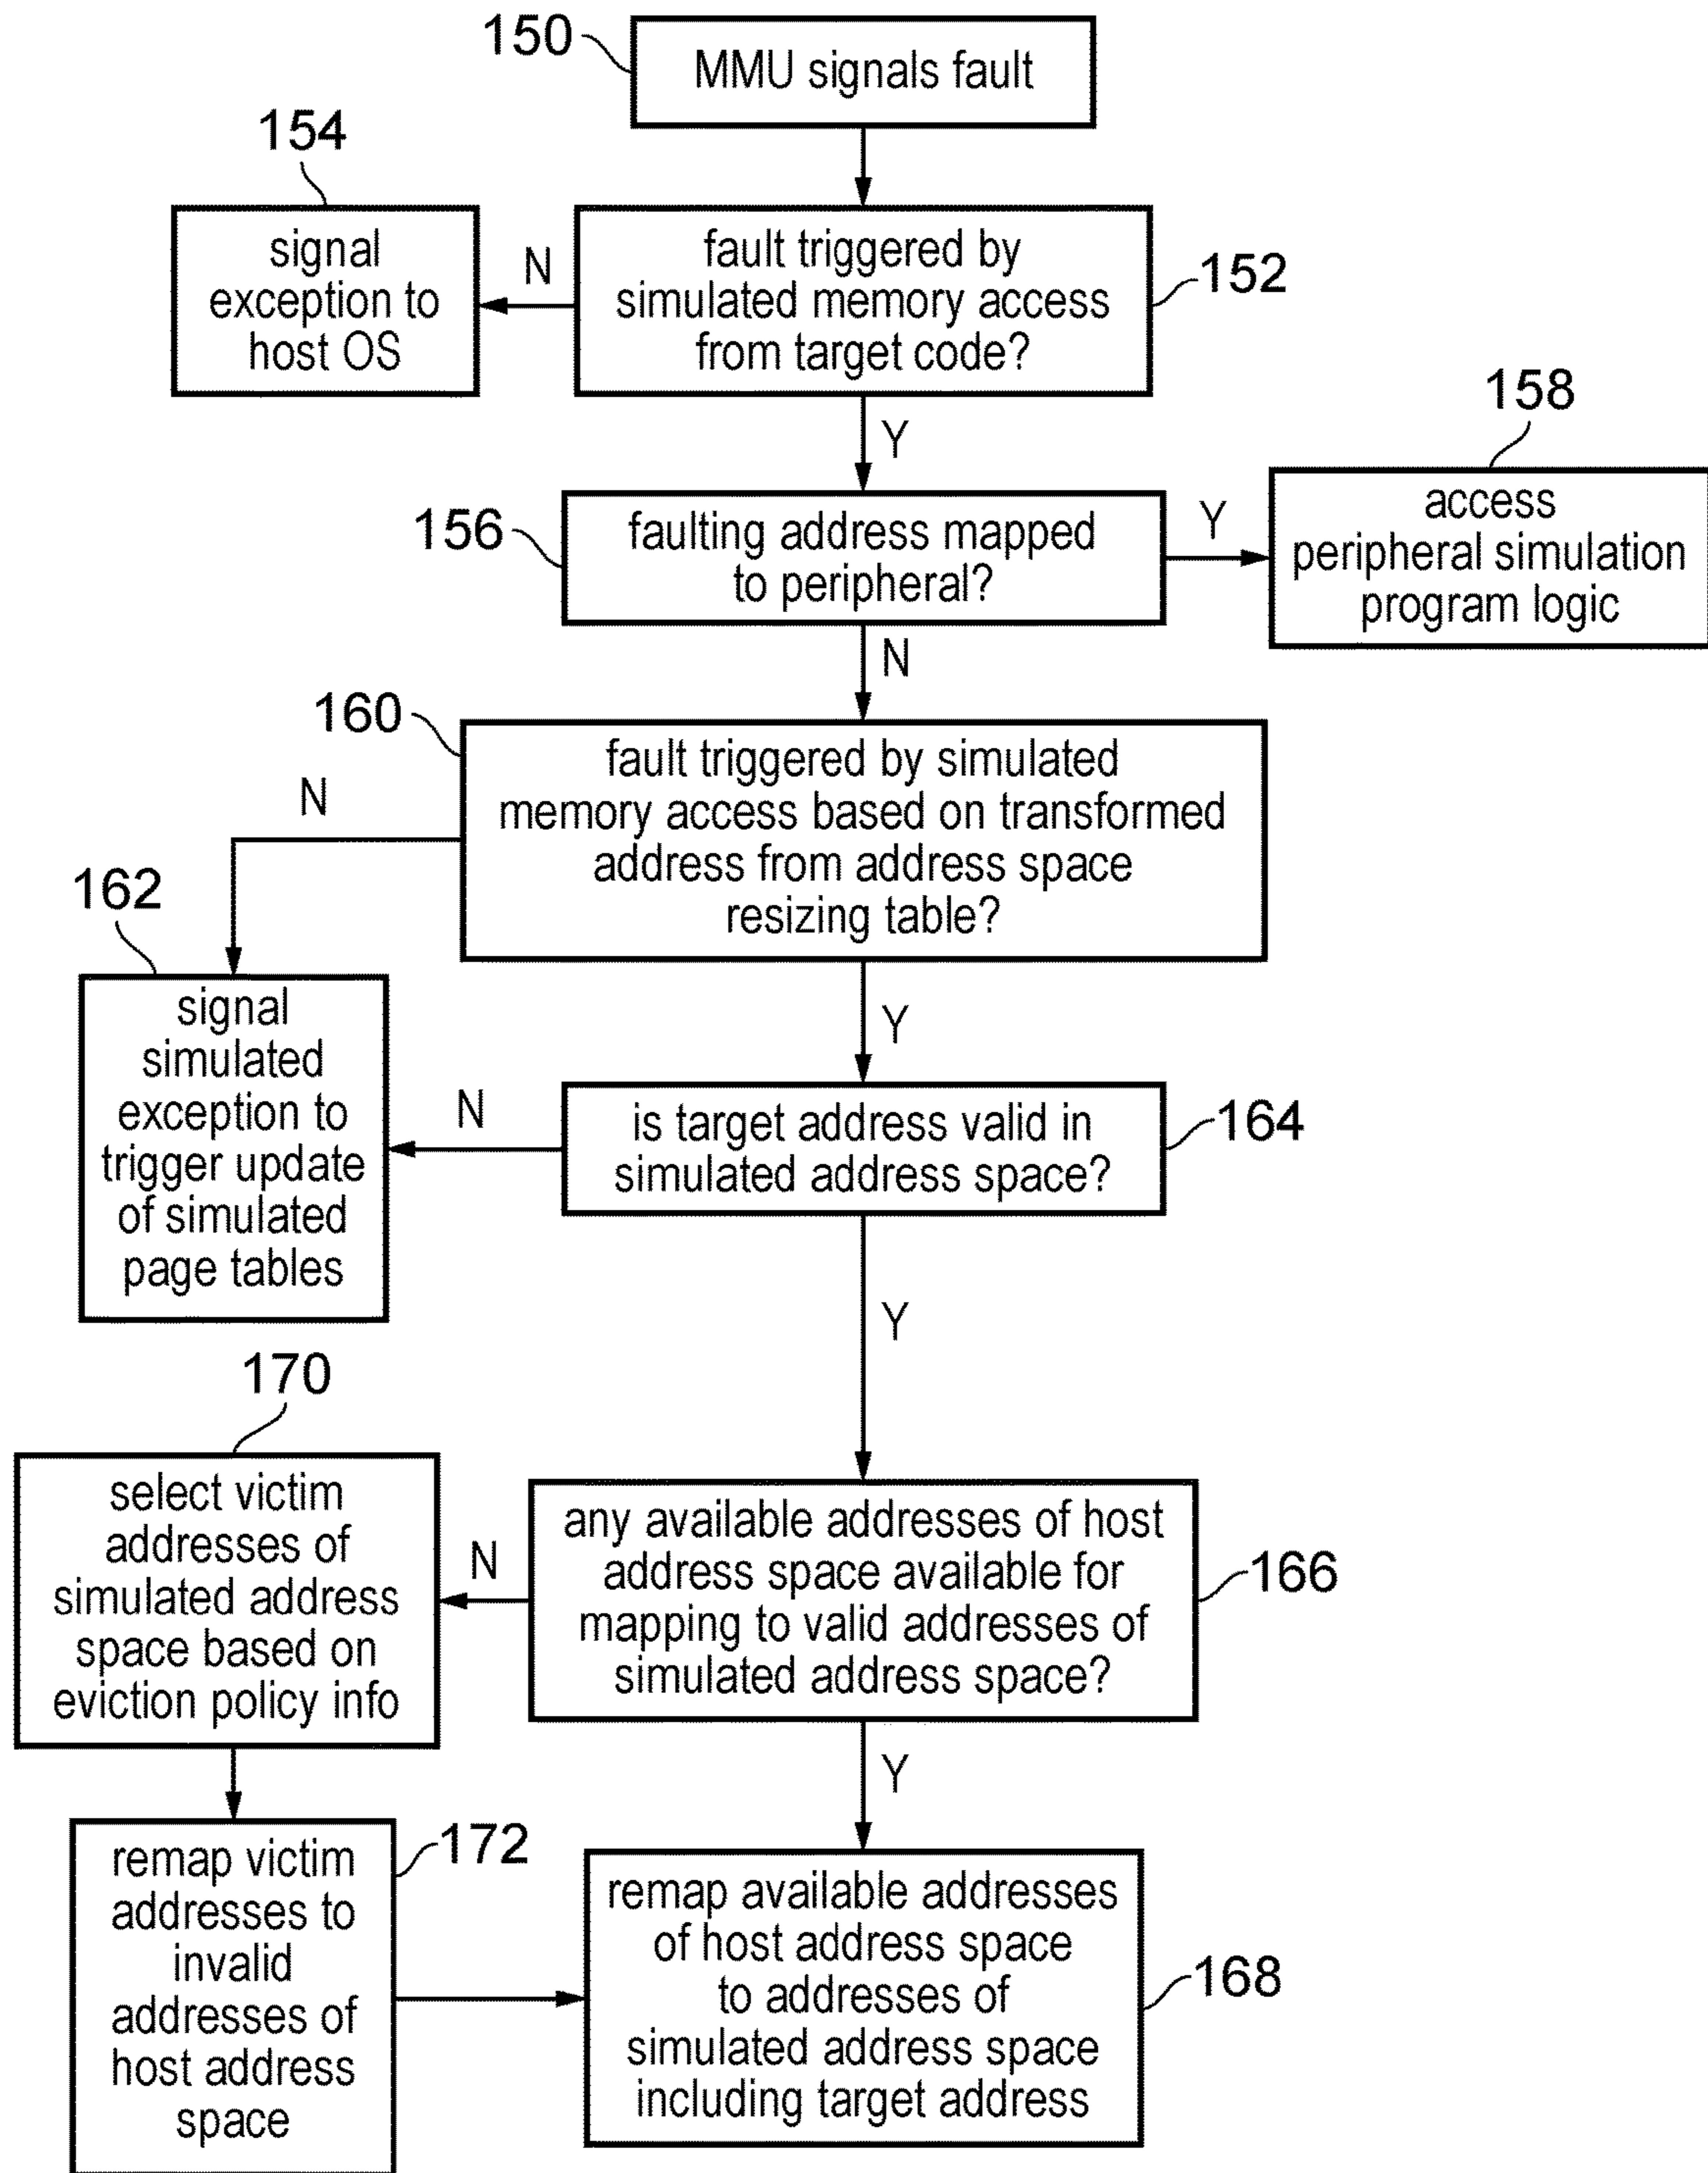 150
MMU signals fault
154
signal
exception to
host OS
N
fault triggered by
simulated memory access
from target code?
152
Y
158
156
faulting address mapped
to peripheral?
Y
access
peripheral simulation
program logic
N
160
fault triggered by simulated
memory access based on transformed
address from address space
resizing table?
N
162
signal
simulated
exception to
trigger update
of simulated
page tables
Y
N
is target address valid in
simulated address space?
164
Y
170
select victim
addresses of
simulated address
space based on
eviction policy info
N
any available addresses of host
address space available for
mapping to valid addresses of
simulated address space?
166
Y
172
remap victim
addresses to
invalid
addresses of
host address
space
remap available addresses
of host address space
to addresses of
simulated address space
including target address
168